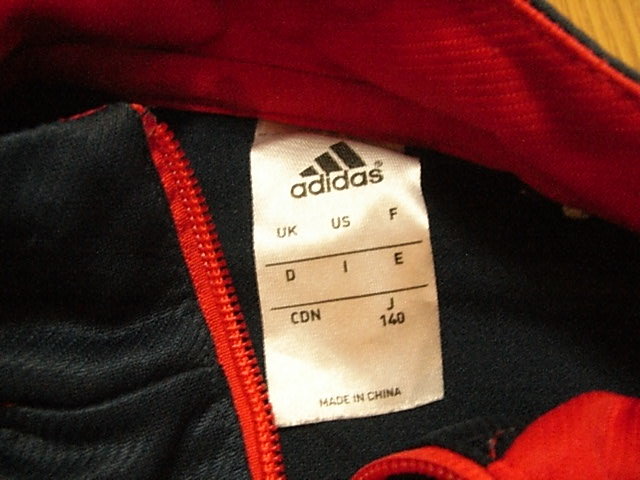 adidas®
UK US F
D I E
CDN J
140
MADE IN CHINA